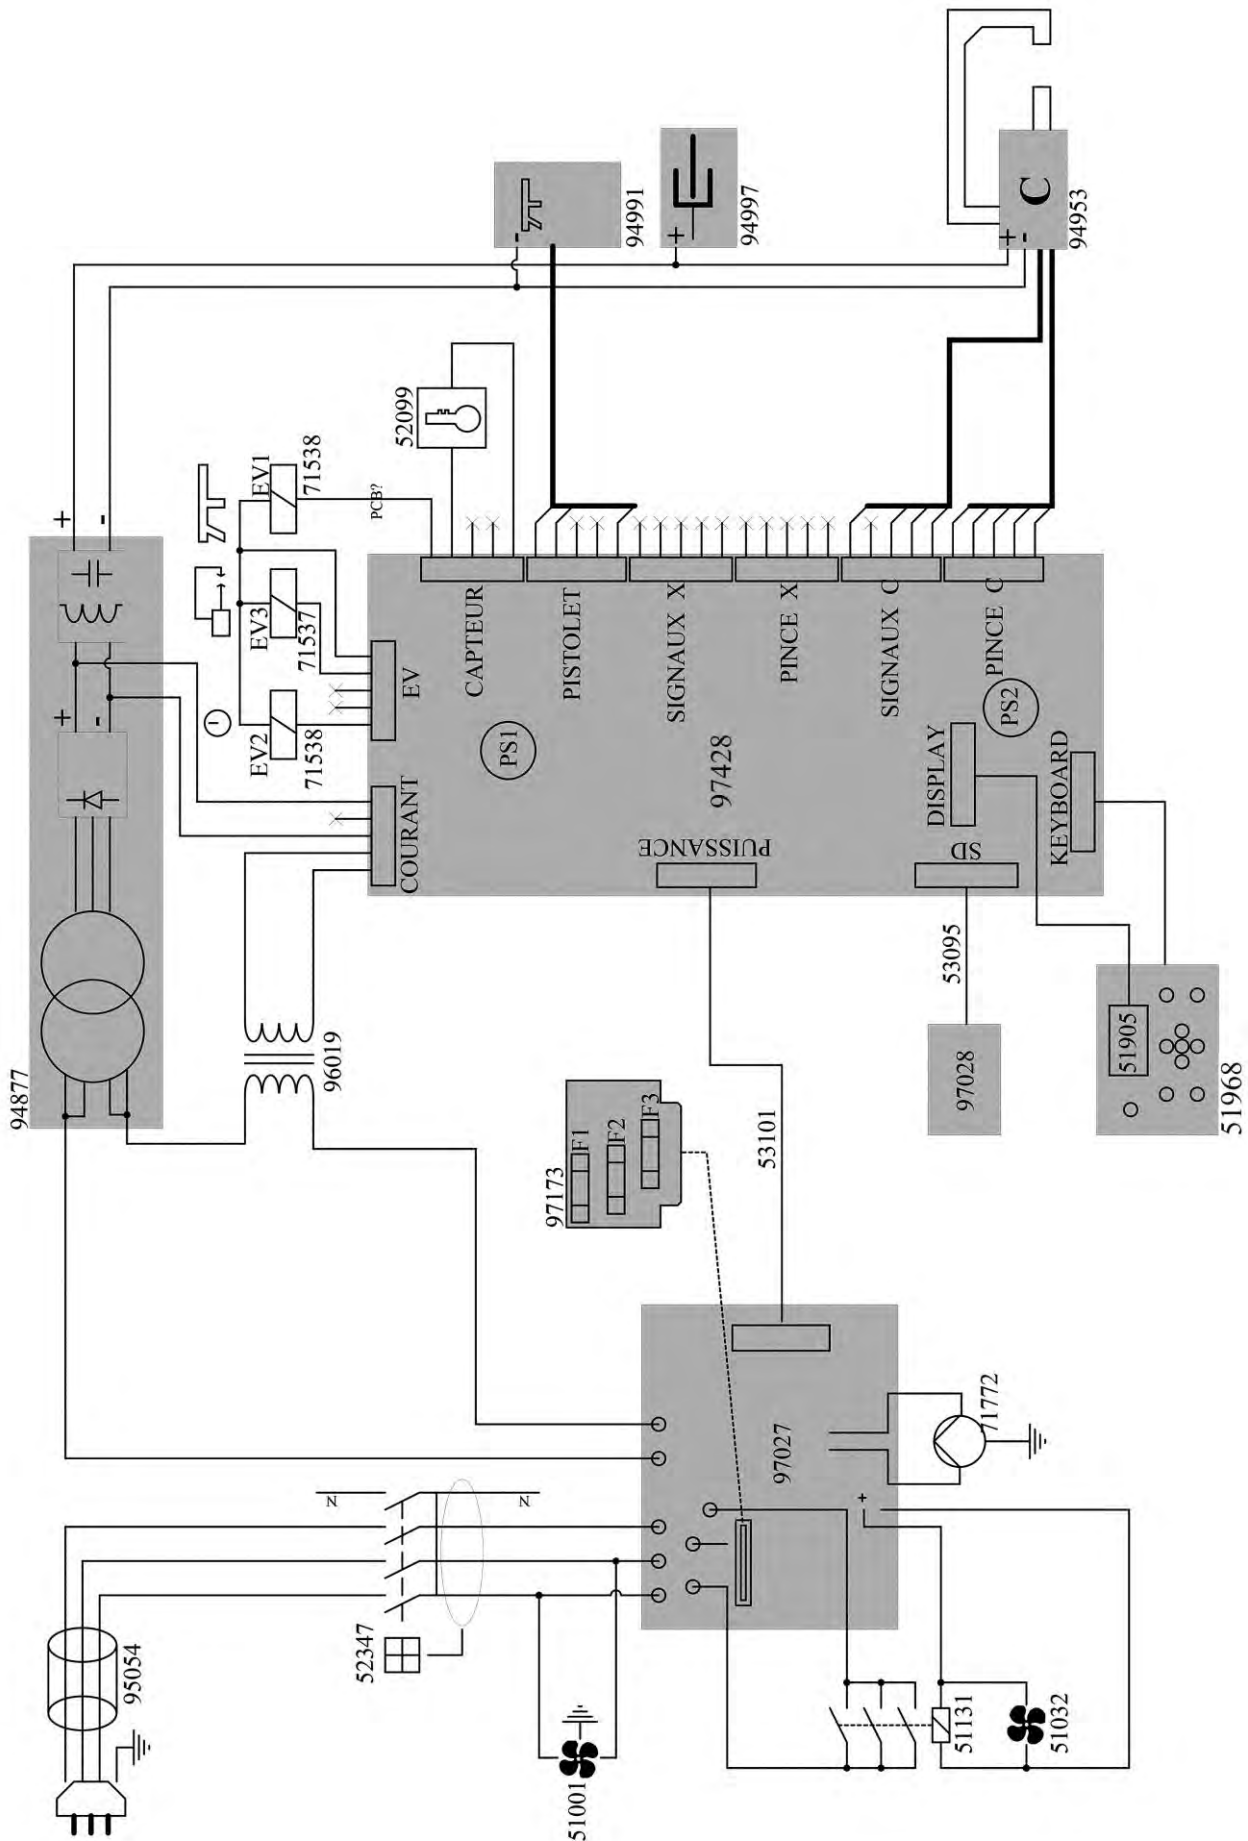 94877
+
-
+
-
94991
-
94997
+
94953
C
+
-
52099
EV1
71538
PCB?
EV3
71537
EV2
71538
EV
COURANT
CAPTEUR
PISTOLET
SIGNAUX X
PINCE X
SIGNAUX C
PINCE C
PS1
PS2
97428
PUISSANCE
DISPLAY
SD
KEYBOARD
96019
53101
53095
97028
51905
51968
97173
F1
F2
F3
97027
+
71772
N
N
52347
95054
51001
51131
51032